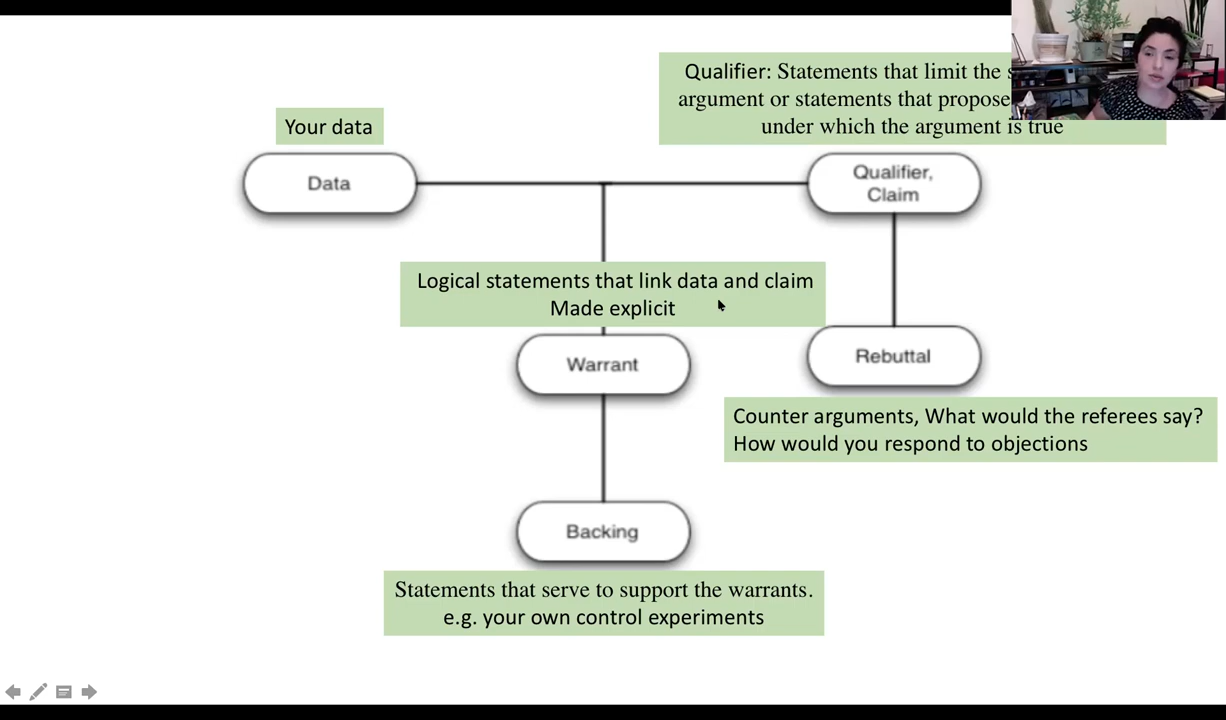 Qualifier: Statements that limit the
argument or statements that propose
under which the argument is true
Your data
Data
Qualifier,
Claim
Logical statements that link data and claim
Made explicit
Warrant
Rebuttal
Counter arguments, What would the referees say?
How would you respond to objections
Backing
Statements that serve to support the warrants.
e.g. your own control experiments